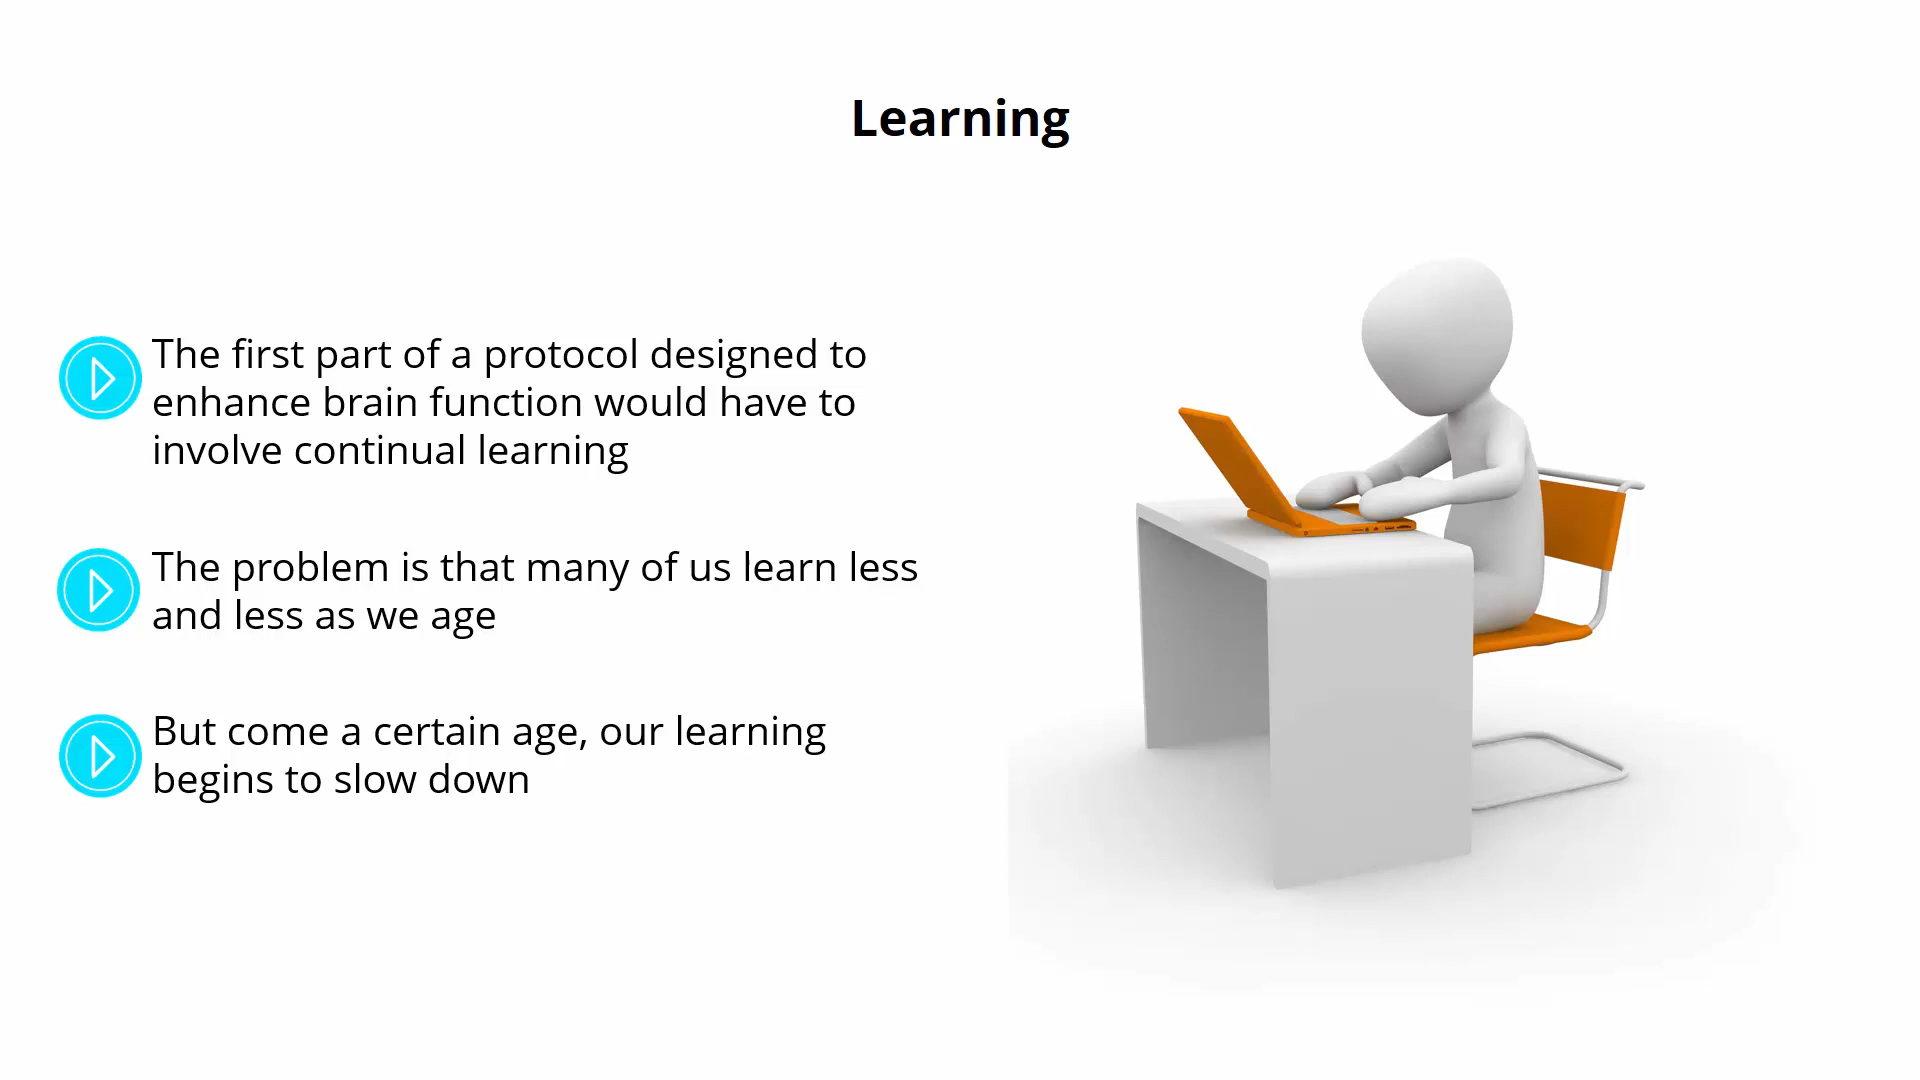 Learning
The first part of a protocol designed to
enhance brain function would have to
involve continual learning
The problem is that many of us learn less
and less as we age
But come a certain age, our learning
begins to slow down